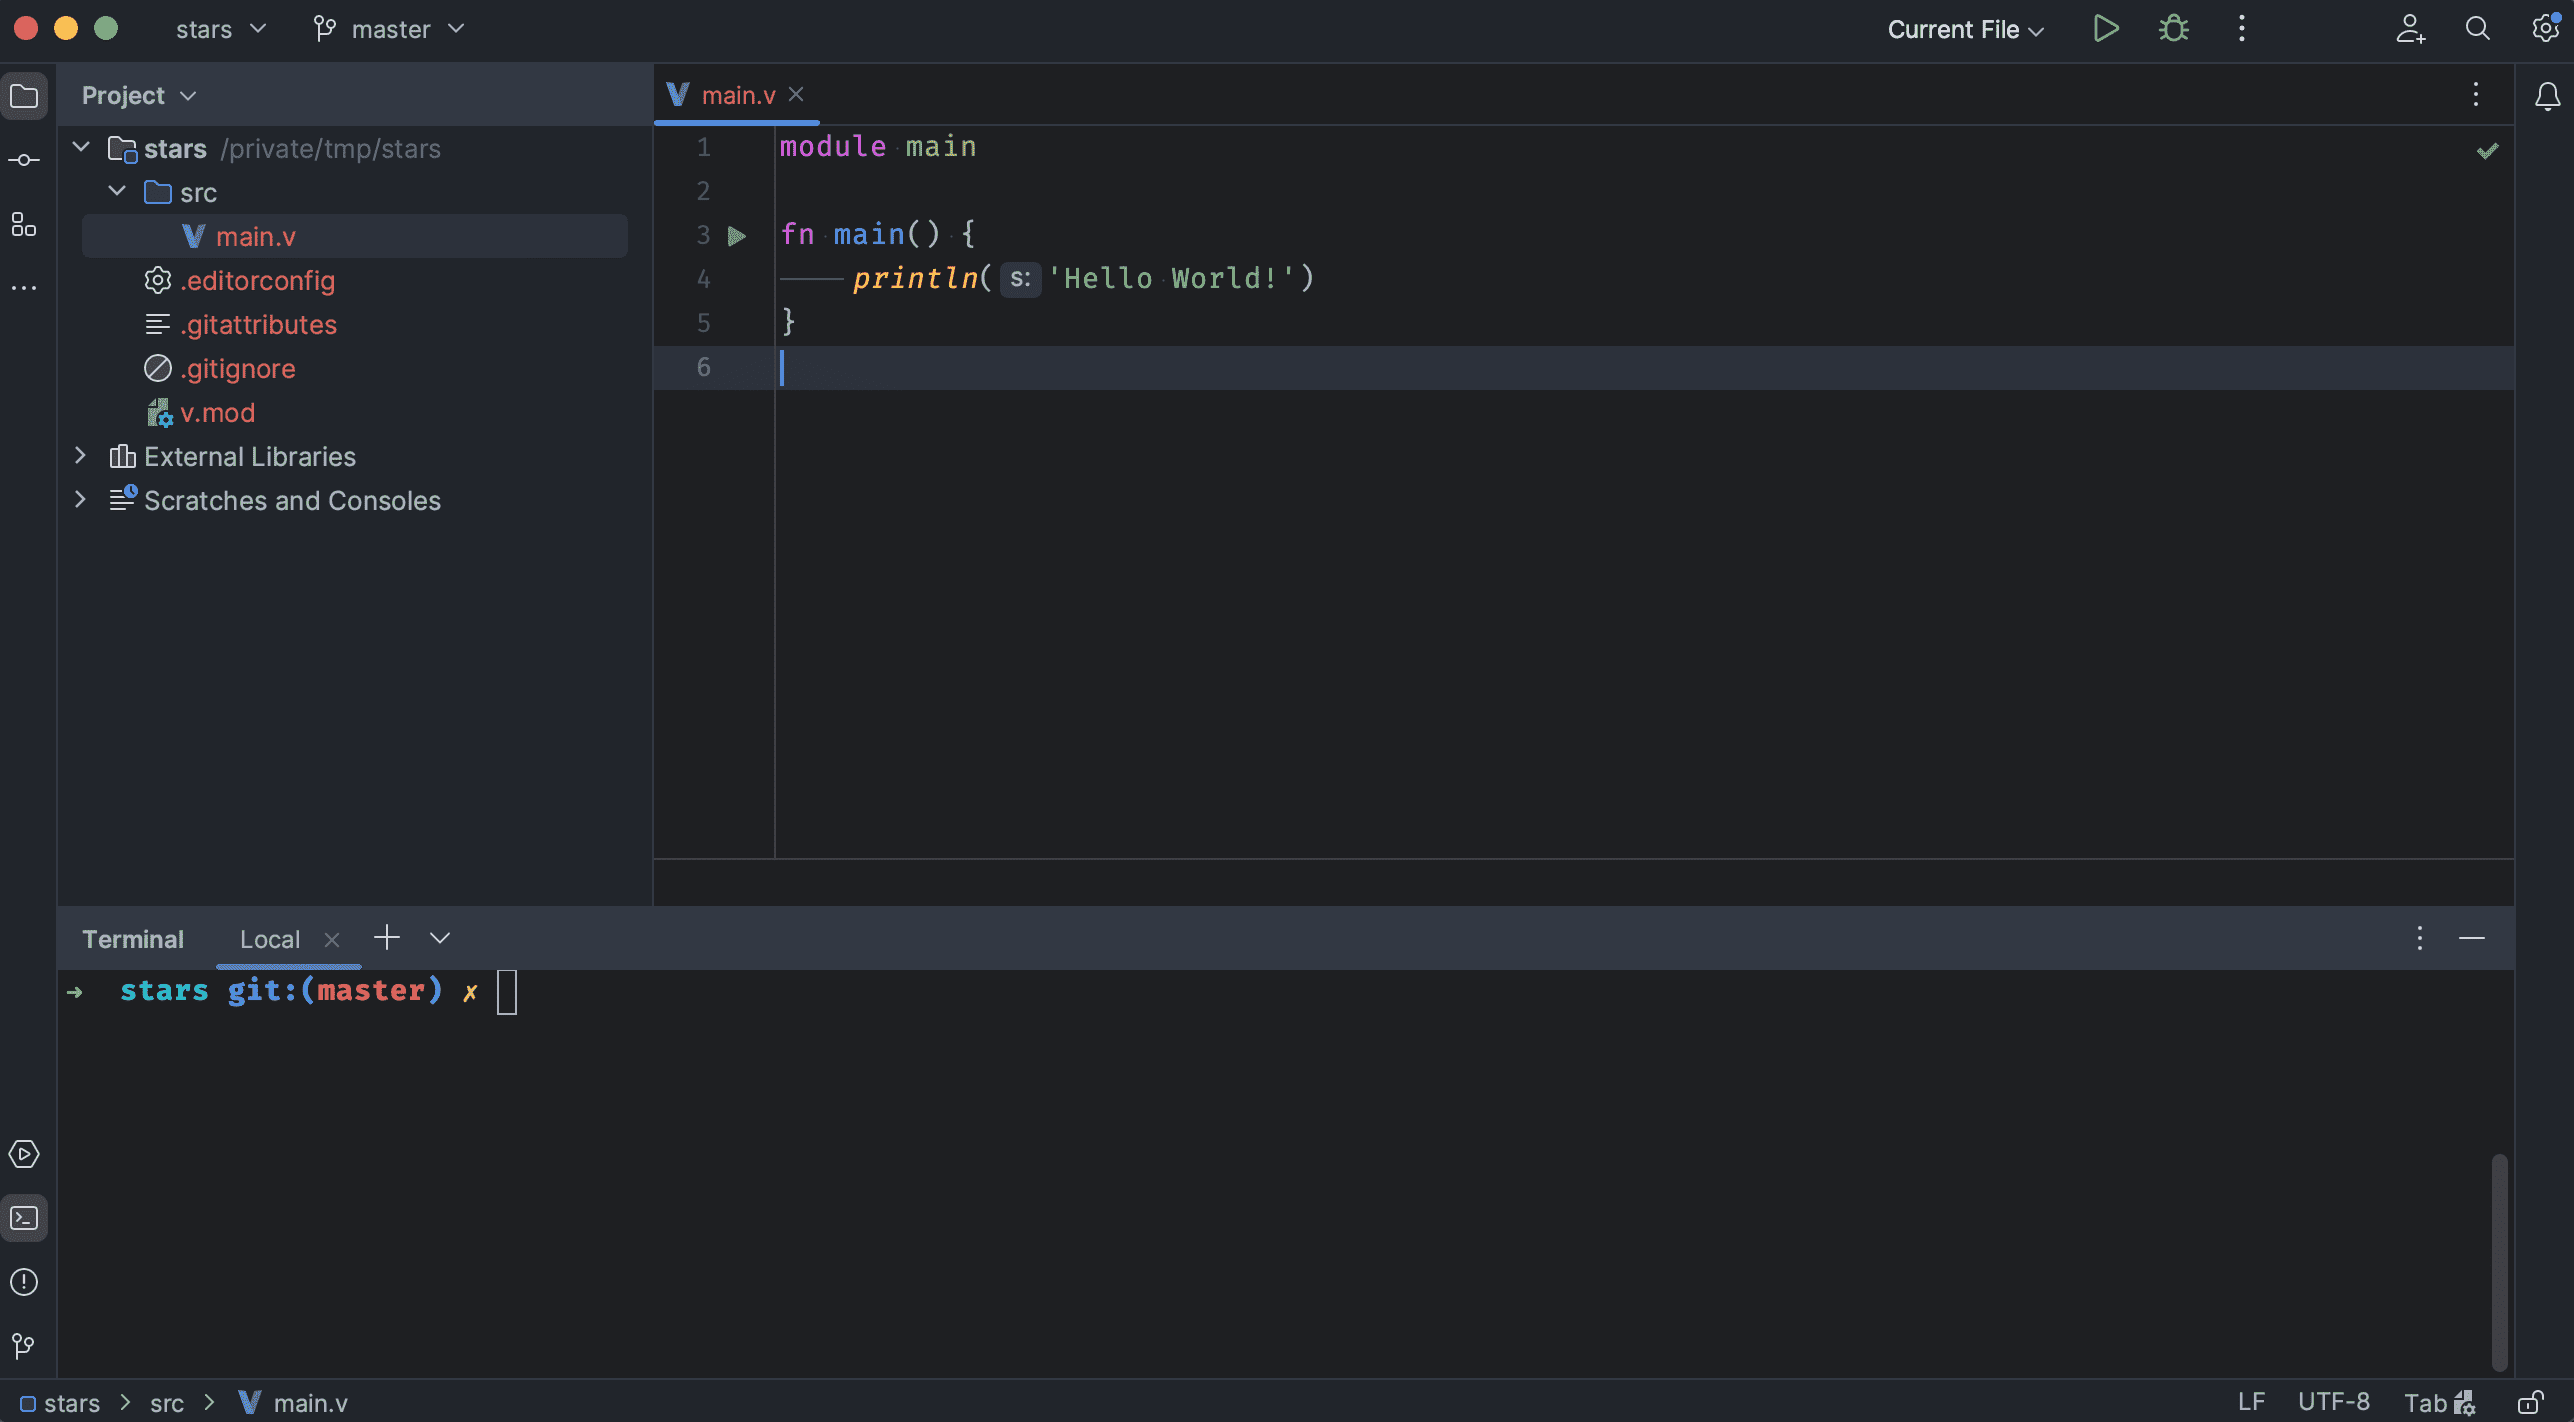 stars master Current File
Project
main.v
stars /private/tmp/stars
src
main.v
.editorconfig
.gitattributes
.gitignore
v.mod
External Libraries
Scratches and Consoles
1 module main
2
3 fn main() {
4 println( s: 'Hello World!')
5 }
6
Terminal Local
➜ stars git:(master) ✗
stars > src > main.v LF UTF-8 Tab